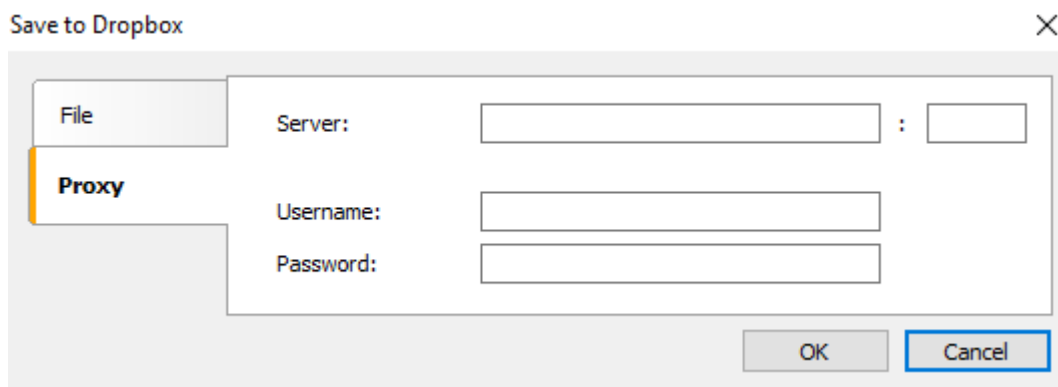 Save to Dropbox
File
Server: :
Proxy
Username:
Password:
OK Cancel